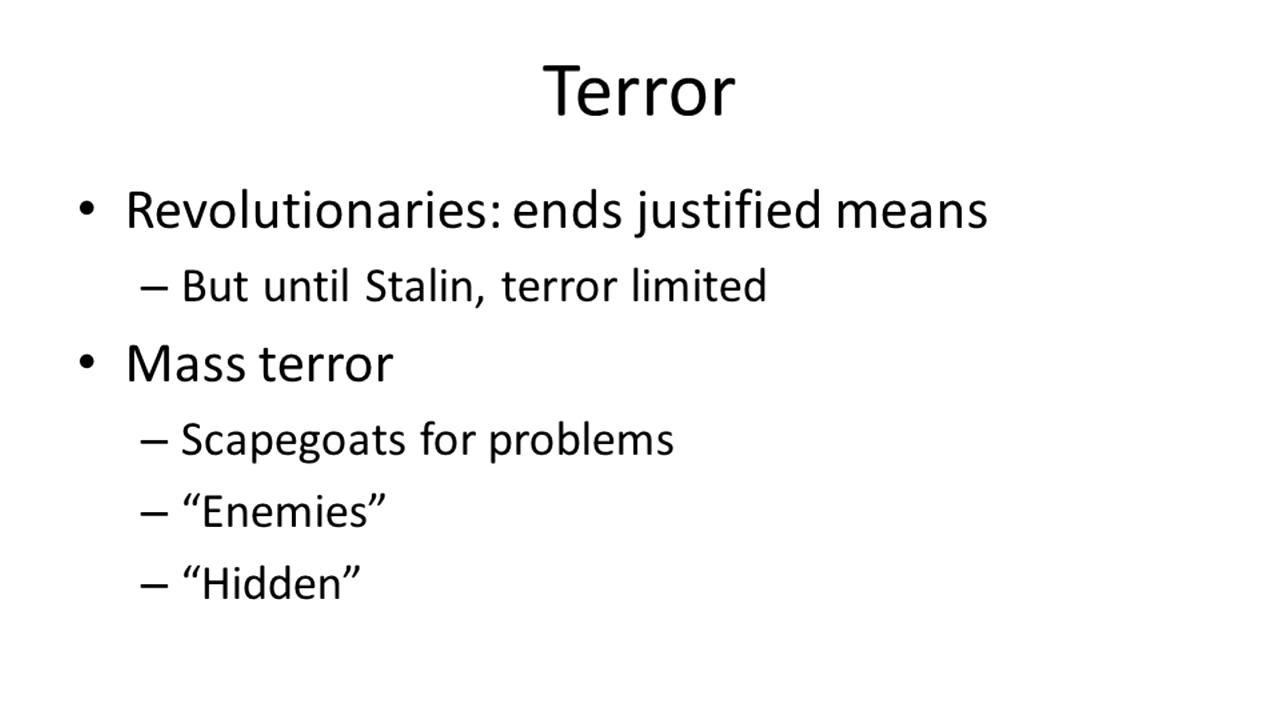 Terror
• Revolutionaries: ends justified means
– But until Stalin, terror limited
• Mass terror
– Scapegoats for problems
– “Enemies”
– “Hidden”